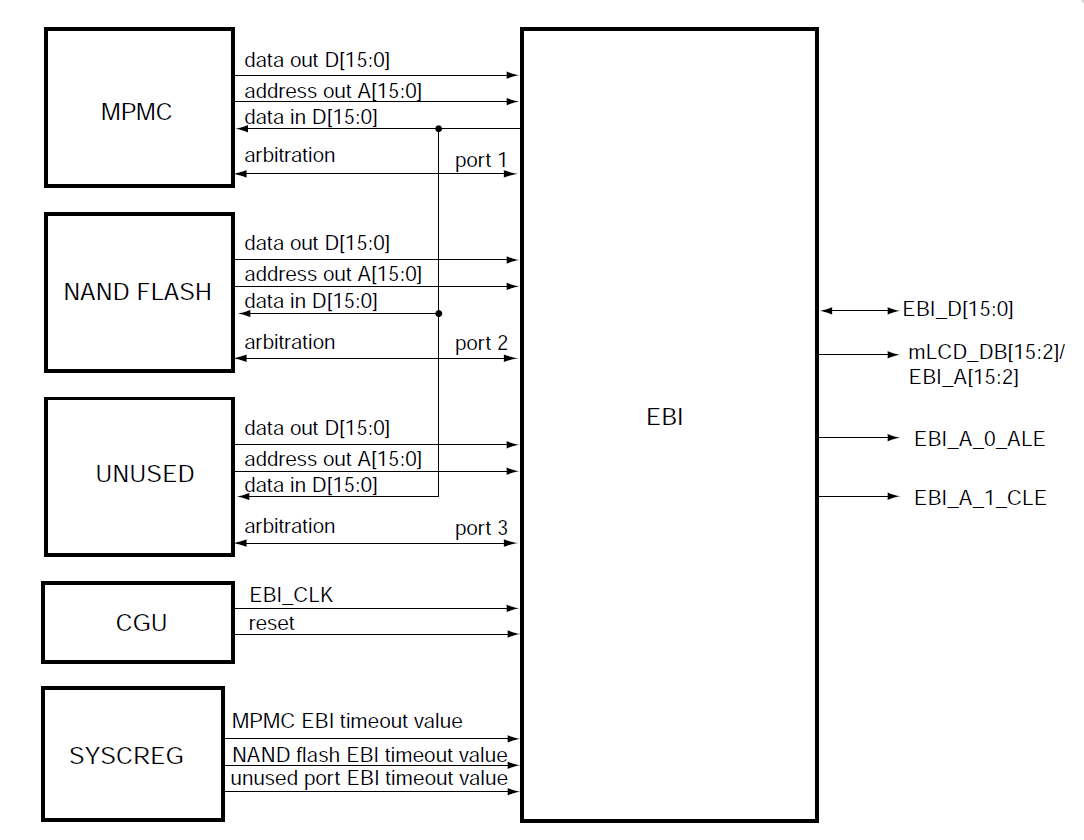 MPMC
data out D[15:0]
address out A[15:0]
data in D[15:0]
arbitration
port 1
NAND FLASH
data out D[15:0]
address out A[15:0]
data in D[15:0]
arbitration
port 2
UNUSED
data out D[15:0]
address out A[15:0]
data in D[15:0]
arbitration
port 3
CGU
EBI_CLK
reset
SYSCREG
MPMC EBI timeout value
NAND flash EBI timeout value
unused port EBI timeout value
EBI
EBI_D[15:0]
mLCD_DB[15:2]/
EBI_A[15:2]
EBI_A_0_ALE
EBI_A_1_CLE